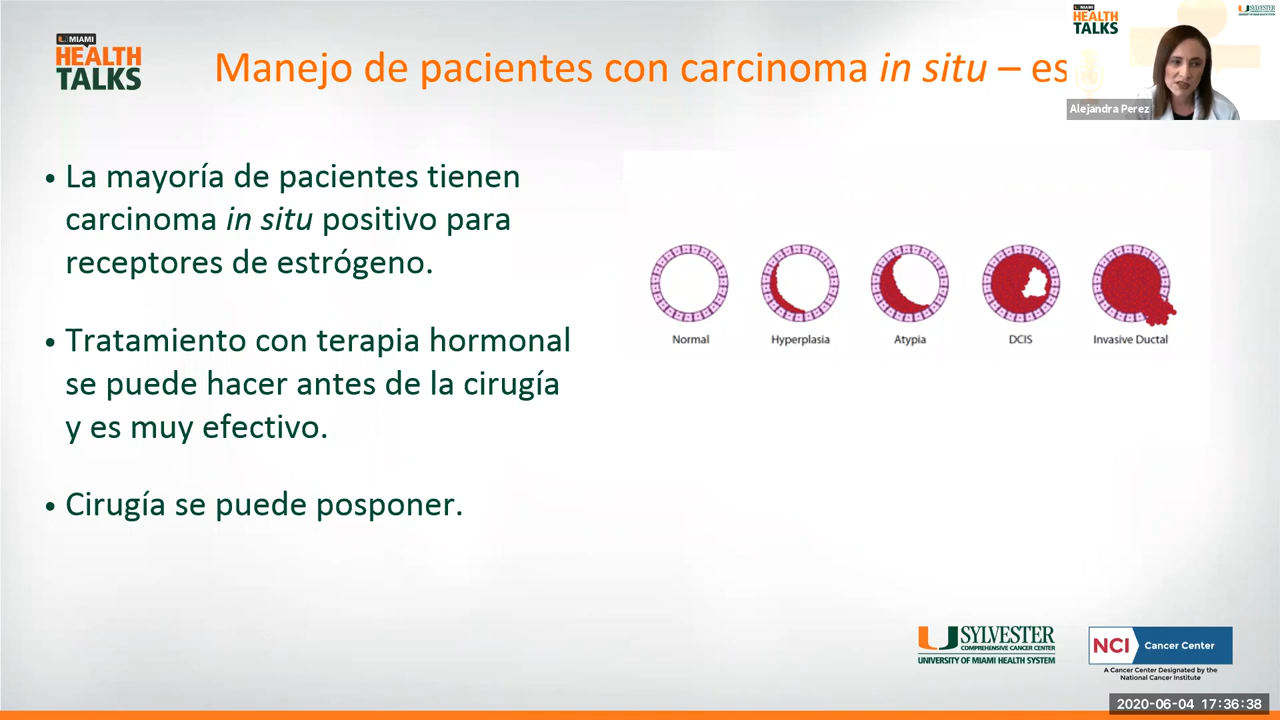 MIAMI
HEALTH
TALKS
Manejo de pacientes con carcinoma in situ – es
HEALTH
TALKS
SYLVESTER
Alejandra Perez
• La mayoría de pacientes tienen
carcinoma in situ positivo para
receptores de estrógeno.
• Tratamiento con terapia hormonal
se puede hacer antes de la cirugía
y es muy efectivo.
• Cirugía se puede posponer.
Normal
Hyperplasia
Atypia
DCIS
Invasive Ductal
SYLVESTER
COMPREHENSIVE CANCER CENTER
UNIVERSITY OF MIAMI HEALTH SYSTEM
NCI Cancer Center
A Cancer Center Designated by the
National Cancer Institute
2020-06-04 17:36:38